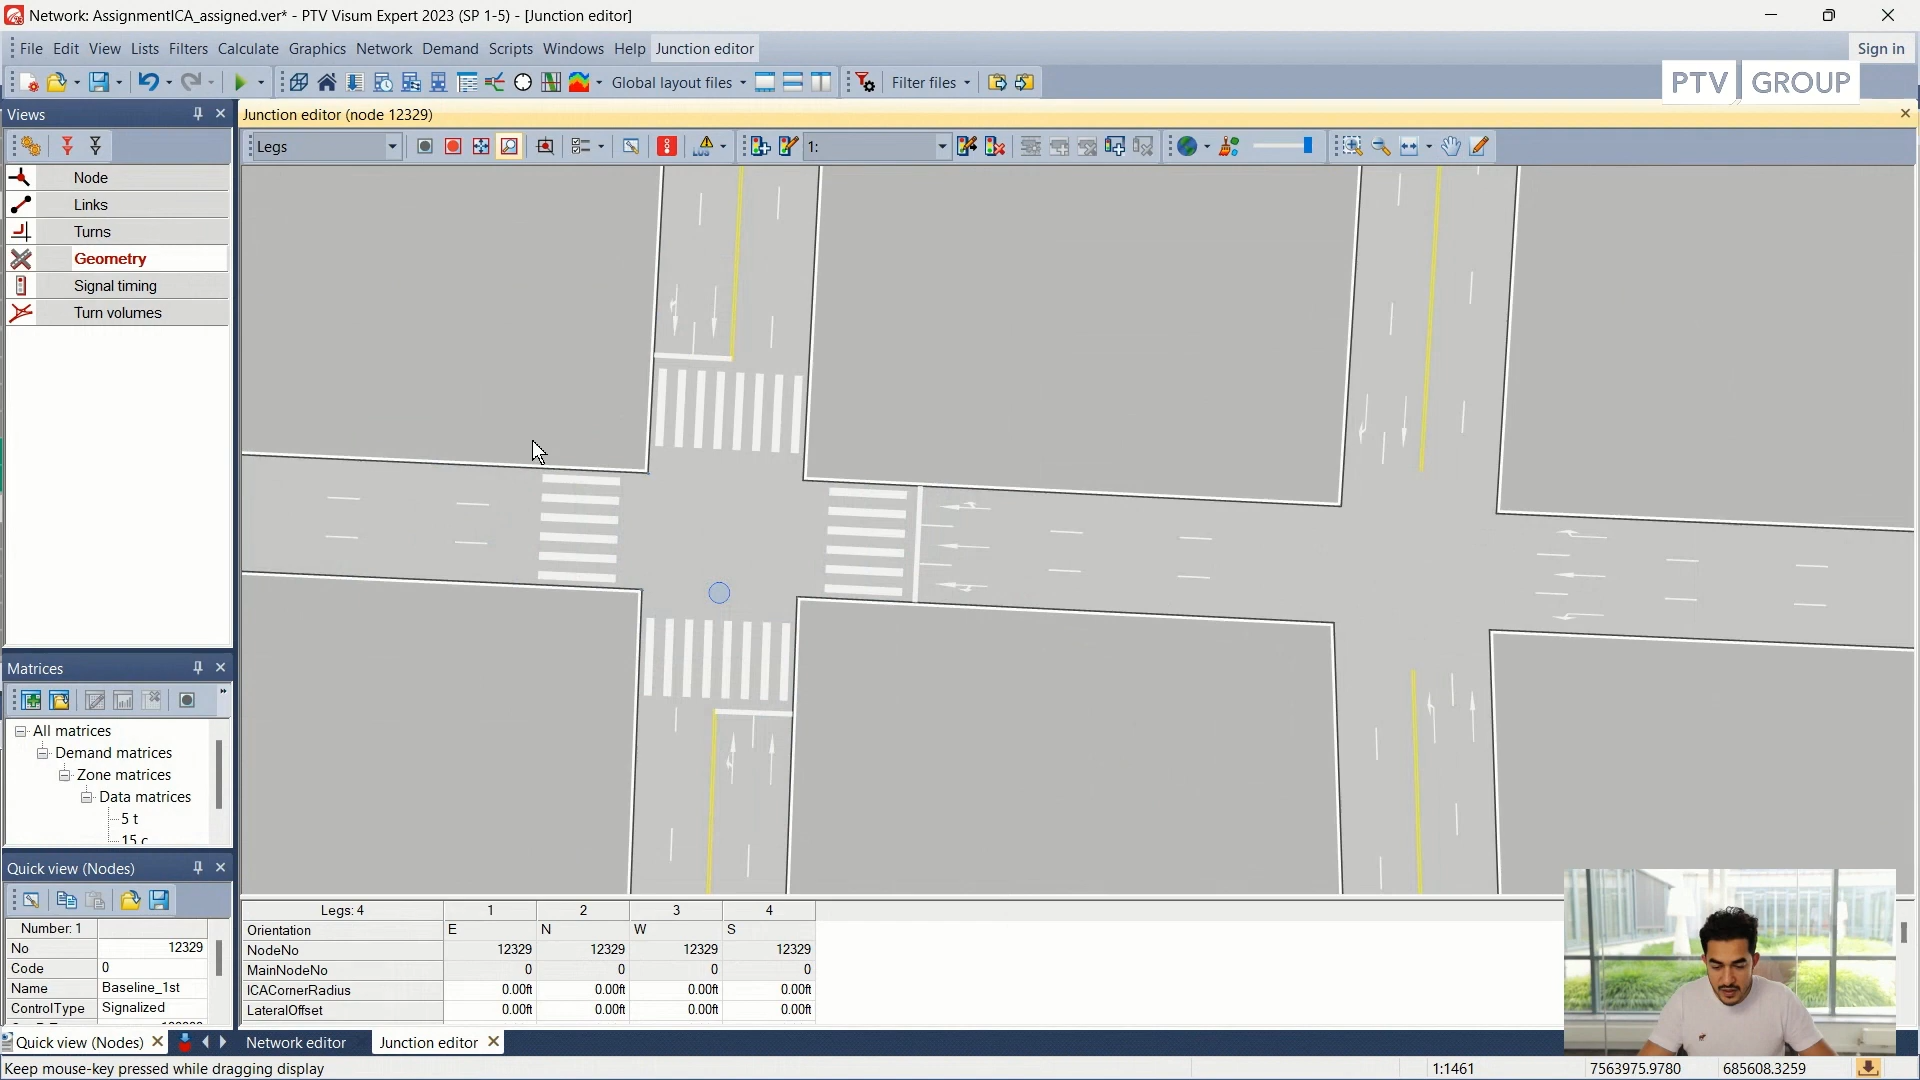 Network: AssignmentICA_assigned.ver* - PTV Visum Expert 2023 (SP 1-5) - [Junction editor]
File Edit View Lists Filters Calculate Graphics Network Demand Scripts Windows Help Junction editor
Sign in
Global layout files
Filter files
PTV GROUP
Views
Junction editor (node 12329)
Legs
1:
Node
Links
Turns
Geometry
Signal timing
Turn volumes
Matrices
All matrices
Demand matrices
Zone matrices
Data matrices
5 t
15 c
Quick view (Nodes)
Number: 1
No 12329
Code 0
Name Baseline_1st
ControlType Signalized
Legs: 4 1 2 3 4
Orientation E N W S
NodeNo 12329 12329 12329 12329
MainNodeNo 0 0 0 0
ICACornerRadius 0.00ft 0.00ft 0.00ft 0.00ft
LateralOffset 0.00ft 0.00ft 0.00ft 0.00ft
Quick view (Nodes)
Network editor
Junction editor
Keep mouse-key pressed while dragging display
1:1461
7563975.9780
685608.3259